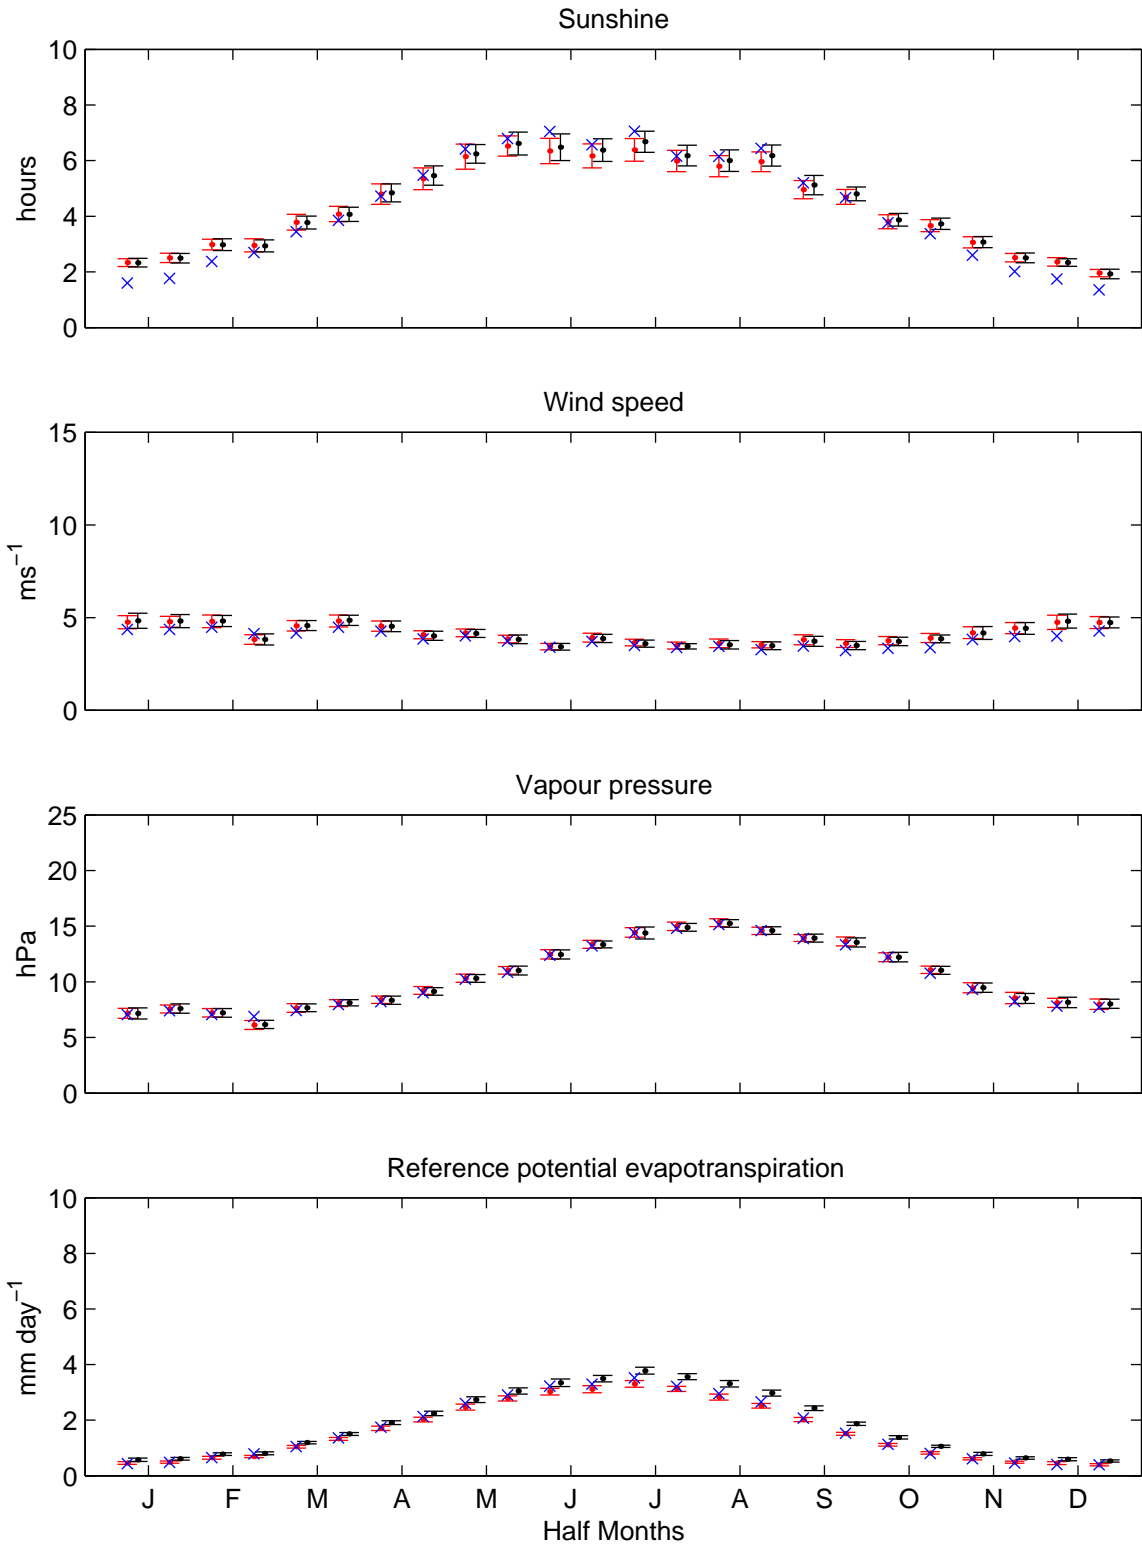 Sunshine
10
8
6
4
2
0
hours
Wind speed
15
10
5
0
ms−1
Vapour pressure
25
20
15
10
5
0
hPa
Reference potential evapotranspiration
10
8
6
4
2
0
mm day−1
J F M A M J J A S O N D
Half Months